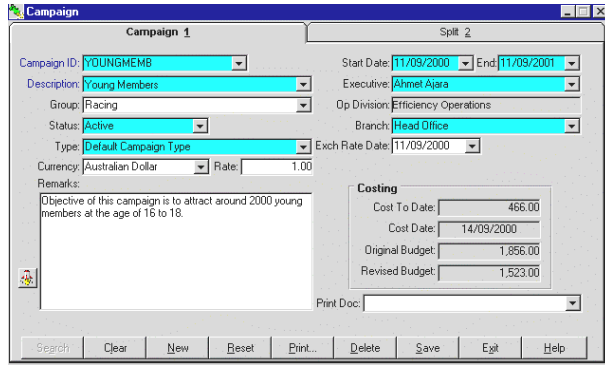 Campaign
Campaign 1 Split 2
Campaign ID: YOUNGMEMB Start Date: 11/09/2000 End: 11/09/2001
Description: Young Members Executive: Ahmet Ajara
Group: Racing Op Division: Efficiency Operations
Status: Active Branch: Head Office
Type: Default Campaign Type Exch Rate Date: 11/09/2000
Currency: Australian Dollar Rate: 1.00
Remarks:
Objective of this campaign is to attract around 2000 young
members at the age of 16 to 18.
Costing
Cost To Date: 466.00
Cost Date: 14/09/2000
Original Budget: 1,856.00
Revised Budget: 1,523.00
Print Doc:
Search Clear New Reset Print... Delete Save Exit Help